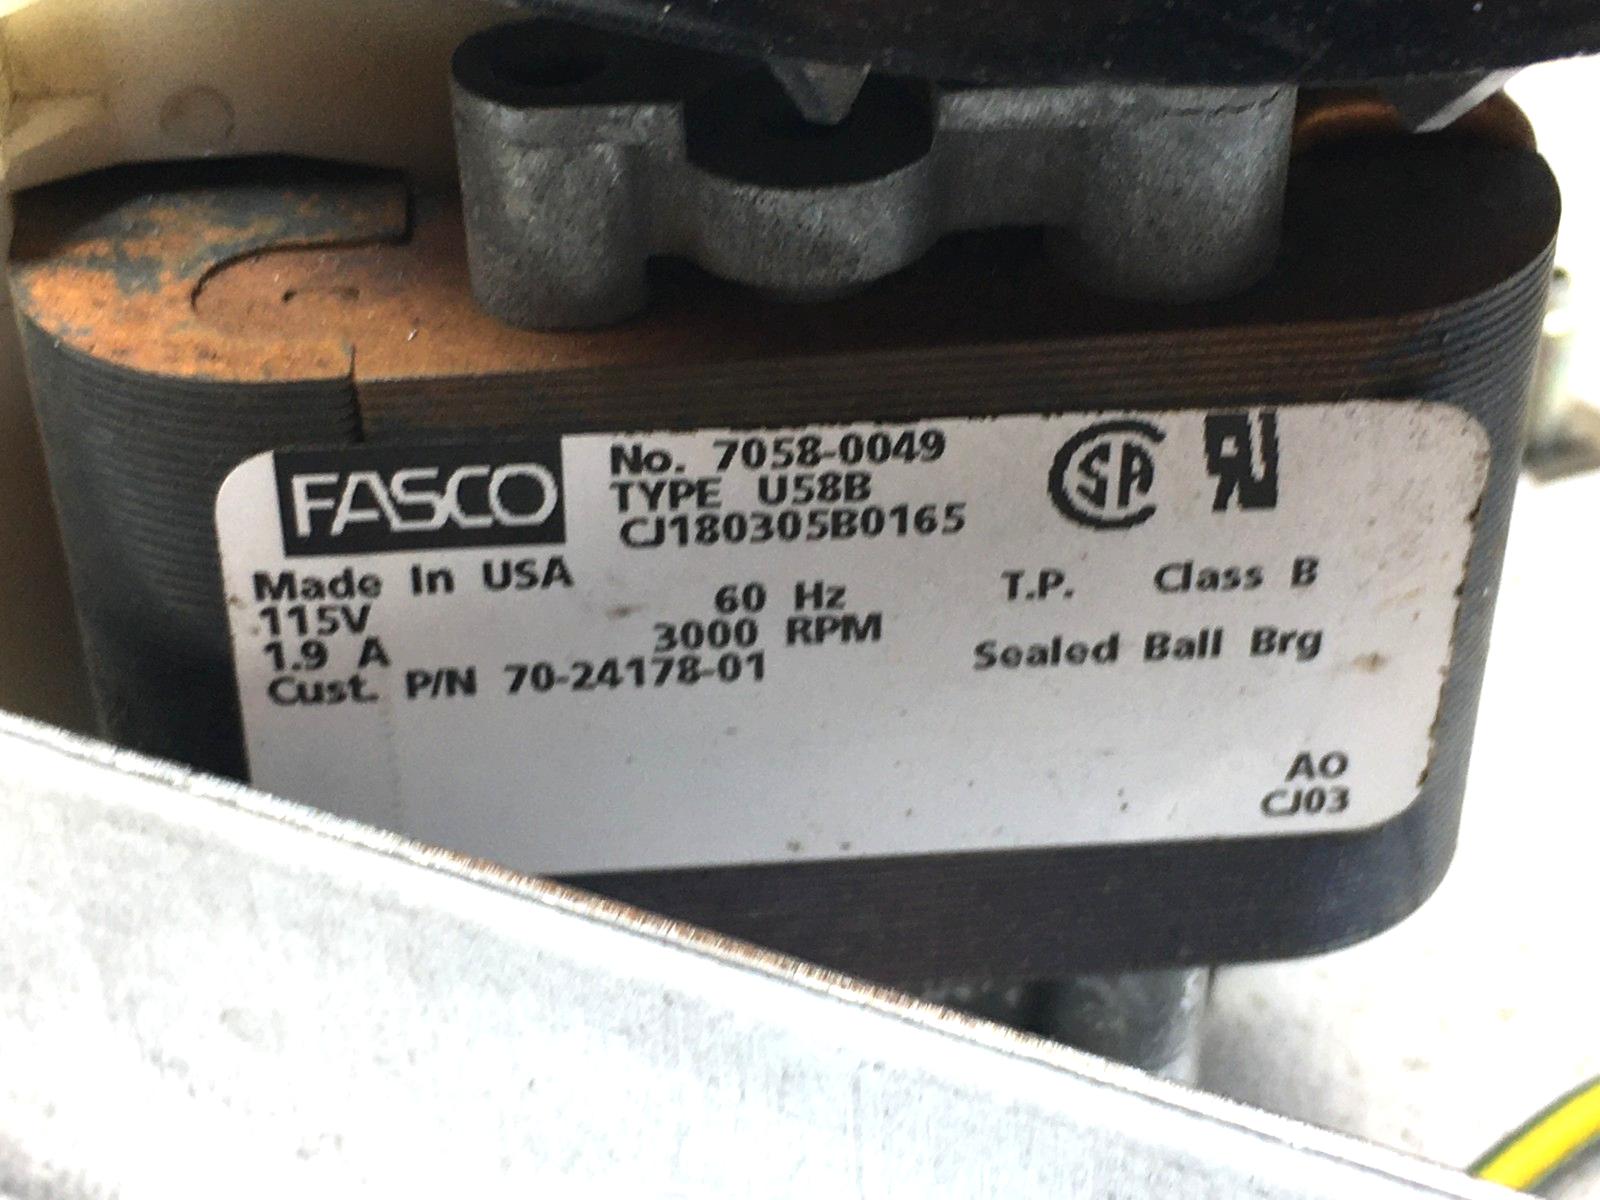 FASCO
No. 7058-0049
TYPE U58B
CJ180305B0165
Made In USA
115V 60 Hz T.P. Class B
1.9 A 3000 RPM Sealed Ball Brg
Cust. P/N 70-24178-01
AO
CJ03